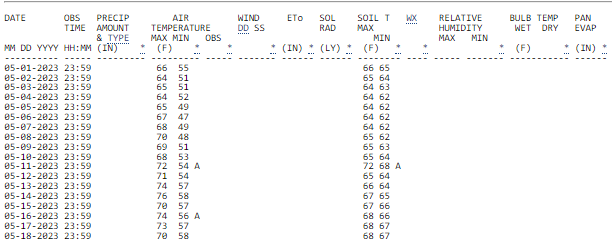 DATE OBS PRECIP AIR WIND ETo SOL SOIL T WX RELATIVE BULB TEMP PAN
TIME AMOUNT TEMPERATURE DD SS RAD MAX HUMIDITY WET DRY EVAP
& TYPE MAX MIN OBS MIN MAX MIN
MM DD YYYY HH:MM (IN) * (F) * * * (IN) * (LY) * (F) * * * (F) * (IN) *
05-01-2023 23:59 66 55 66 65
05-02-2023 23:59 64 51 65 64
05-03-2023 23:59 65 51 64 63
05-04-2023 23:59 64 52 64 62
05-05-2023 23:59 65 49 64 62
05-06-2023 23:59 67 47 64 62
05-07-2023 23:59 68 49 64 62
05-08-2023 23:59 70 48 65 62
05-09-2023 23:59 69 51 65 63
05-10-2023 23:59 68 53 65 64
05-11-2023 23:59 72 54 A 72 68 A
05-12-2023 23:59 71 54 65 64
05-13-2023 23:59 74 57 66 64
05-14-2023 23:59 76 58 67 65
05-15-2023 23:59 70 57 67 66
05-16-2023 23:59 74 56 A 68 66
05-17-2023 23:59 73 57 68 67
05-18-2023 23:59 70 58 68 67